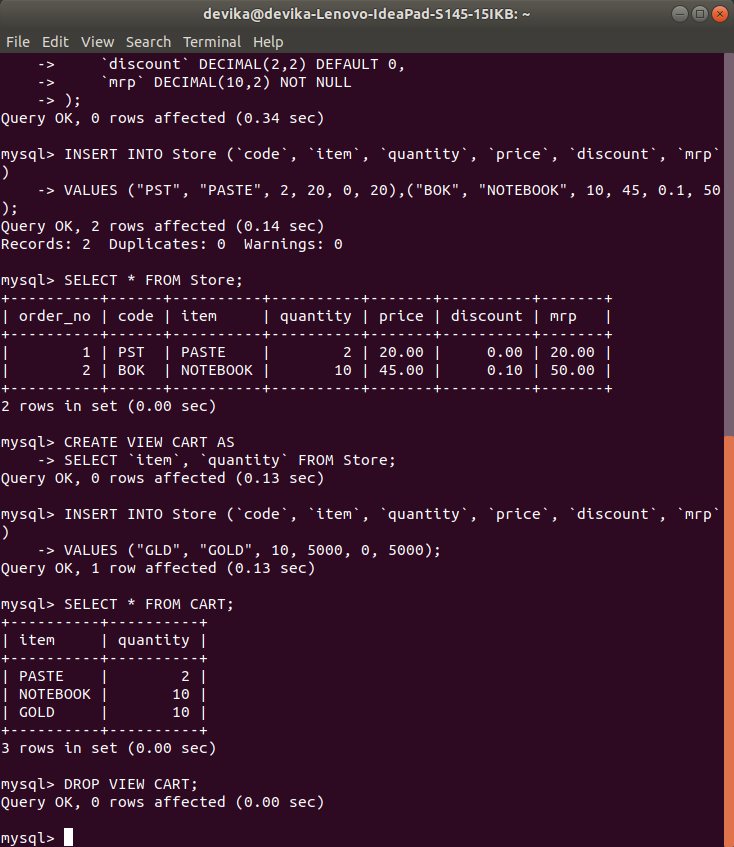 devika@devika-Lenovo-IdeaPad-S145-15IKB: ~
File Edit View Search Terminal Help
    ->     `discount` DECIMAL(2,2) DEFAULT 0,
    ->     `mrp` DECIMAL(10,2) NOT NULL
    -> );
Query OK, 0 rows affected (0.34 sec)

mysql> INSERT INTO Store (`code`, `item`, `quantity`, `price`, `discount`, `mrp`
)
    -> VALUES ("PST", "PASTE", 2, 20, 0, 20),("BOK", "NOTEBOOK", 10, 45, 0.1, 50
);
Query OK, 2 rows affected (0.14 sec)
Records: 2  Duplicates: 0  Warnings: 0

mysql> SELECT * FROM Store;
+----------+------+----------+----------+-------+----------+-------+
| order_no | code | item     | quantity | price | discount | mrp   |
+----------+------+----------+----------+-------+----------+-------+
|        1 | PST  | PASTE    |        2 | 20.00 |     0.00 | 20.00 |
|        2 | BOK  | NOTEBOOK |       10 | 45.00 |     0.10 | 50.00 |
+----------+------+----------+----------+-------+----------+-------+
2 rows in set (0.00 sec)

mysql> CREATE VIEW CART AS
    -> SELECT `item`, `quantity` FROM Store;
Query OK, 0 rows affected (0.13 sec)

mysql> INSERT INTO Store (`code`, `item`, `quantity`, `price`, `discount`, `mrp`
)
    -> VALUES ("GLD", "GOLD", 10, 5000, 0, 5000);
Query OK, 1 row affected (0.13 sec)

mysql> SELECT * FROM CART;
+----------+----------+
| item     | quantity |
+----------+----------+
| PASTE    |        2 |
| NOTEBOOK |       10 |
| GOLD     |       10 |
+----------+----------+
3 rows in set (0.00 sec)

mysql> DROP VIEW CART;
Query OK, 0 rows affected (0.00 sec)

mysql>